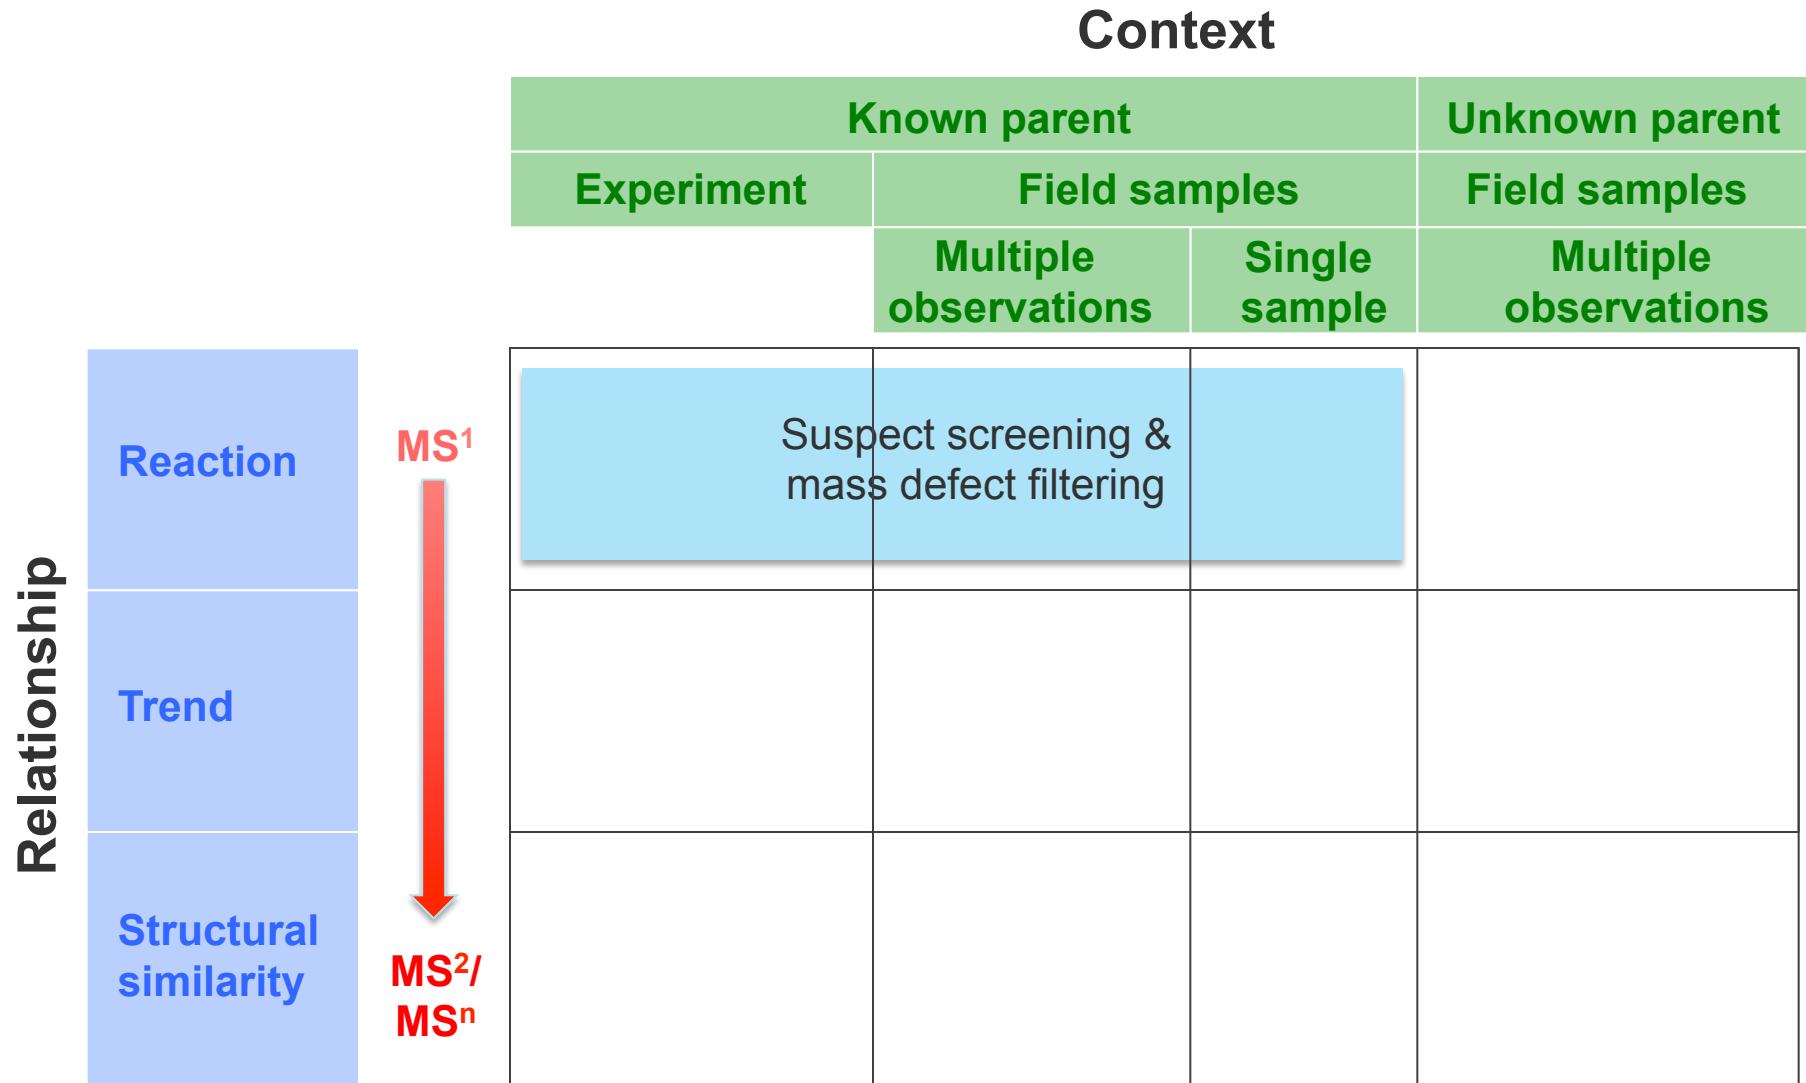 Context
Known parent
Unknown parent
Experiment
Field samples
Field samples
Multiple
observations
Single
sample
Multiple
observations
Relationship
Reaction
MS¹
Suspect screening &
mass defect filtering
Trend
Structural
similarity
MS²/
MSⁿ